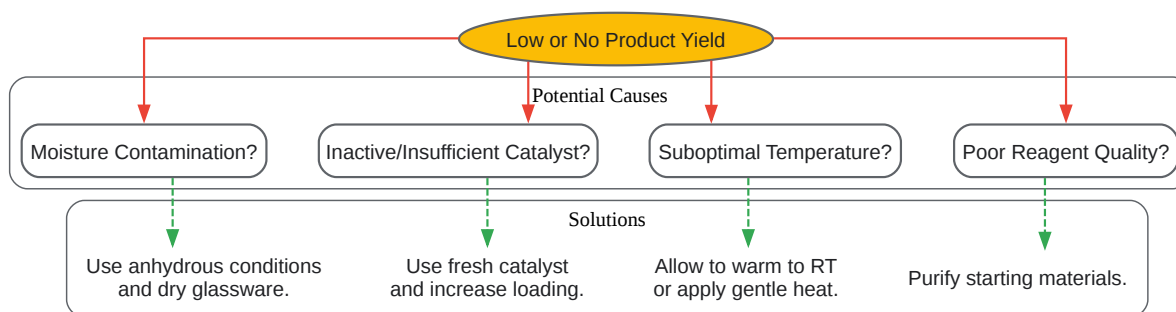 Low or No Product Yield
Potential Causes
Moisture Contamination?
Inactive/Insufficient Catalyst?
Suboptimal Temperature?
Poor Reagent Quality?
Solutions
Use anhydrous conditions
and dry glassware.
Use fresh catalyst
and increase loading.
Allow to warm to RT
or apply gentle heat.
Purify starting materials.